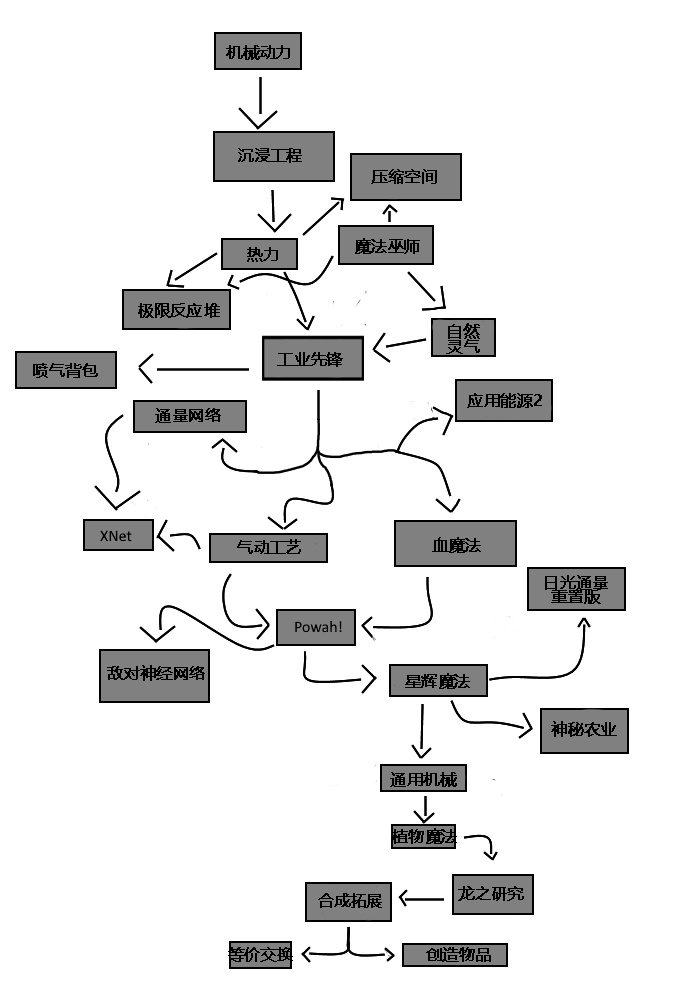 机械动力
沉浸工程
压缩空间
热力
魔法巫师
极限反应堆
自然
灵气
工业先锋
喷气背包
应用能源2
通量网络
XNet
气动工艺
血魔法
日光通量
重置版
Powah!
敌对神经网络
星辉魔法
神秘农业
通用机械
植物魔法
龙之研究
合成拓展
等价交换
创造物品